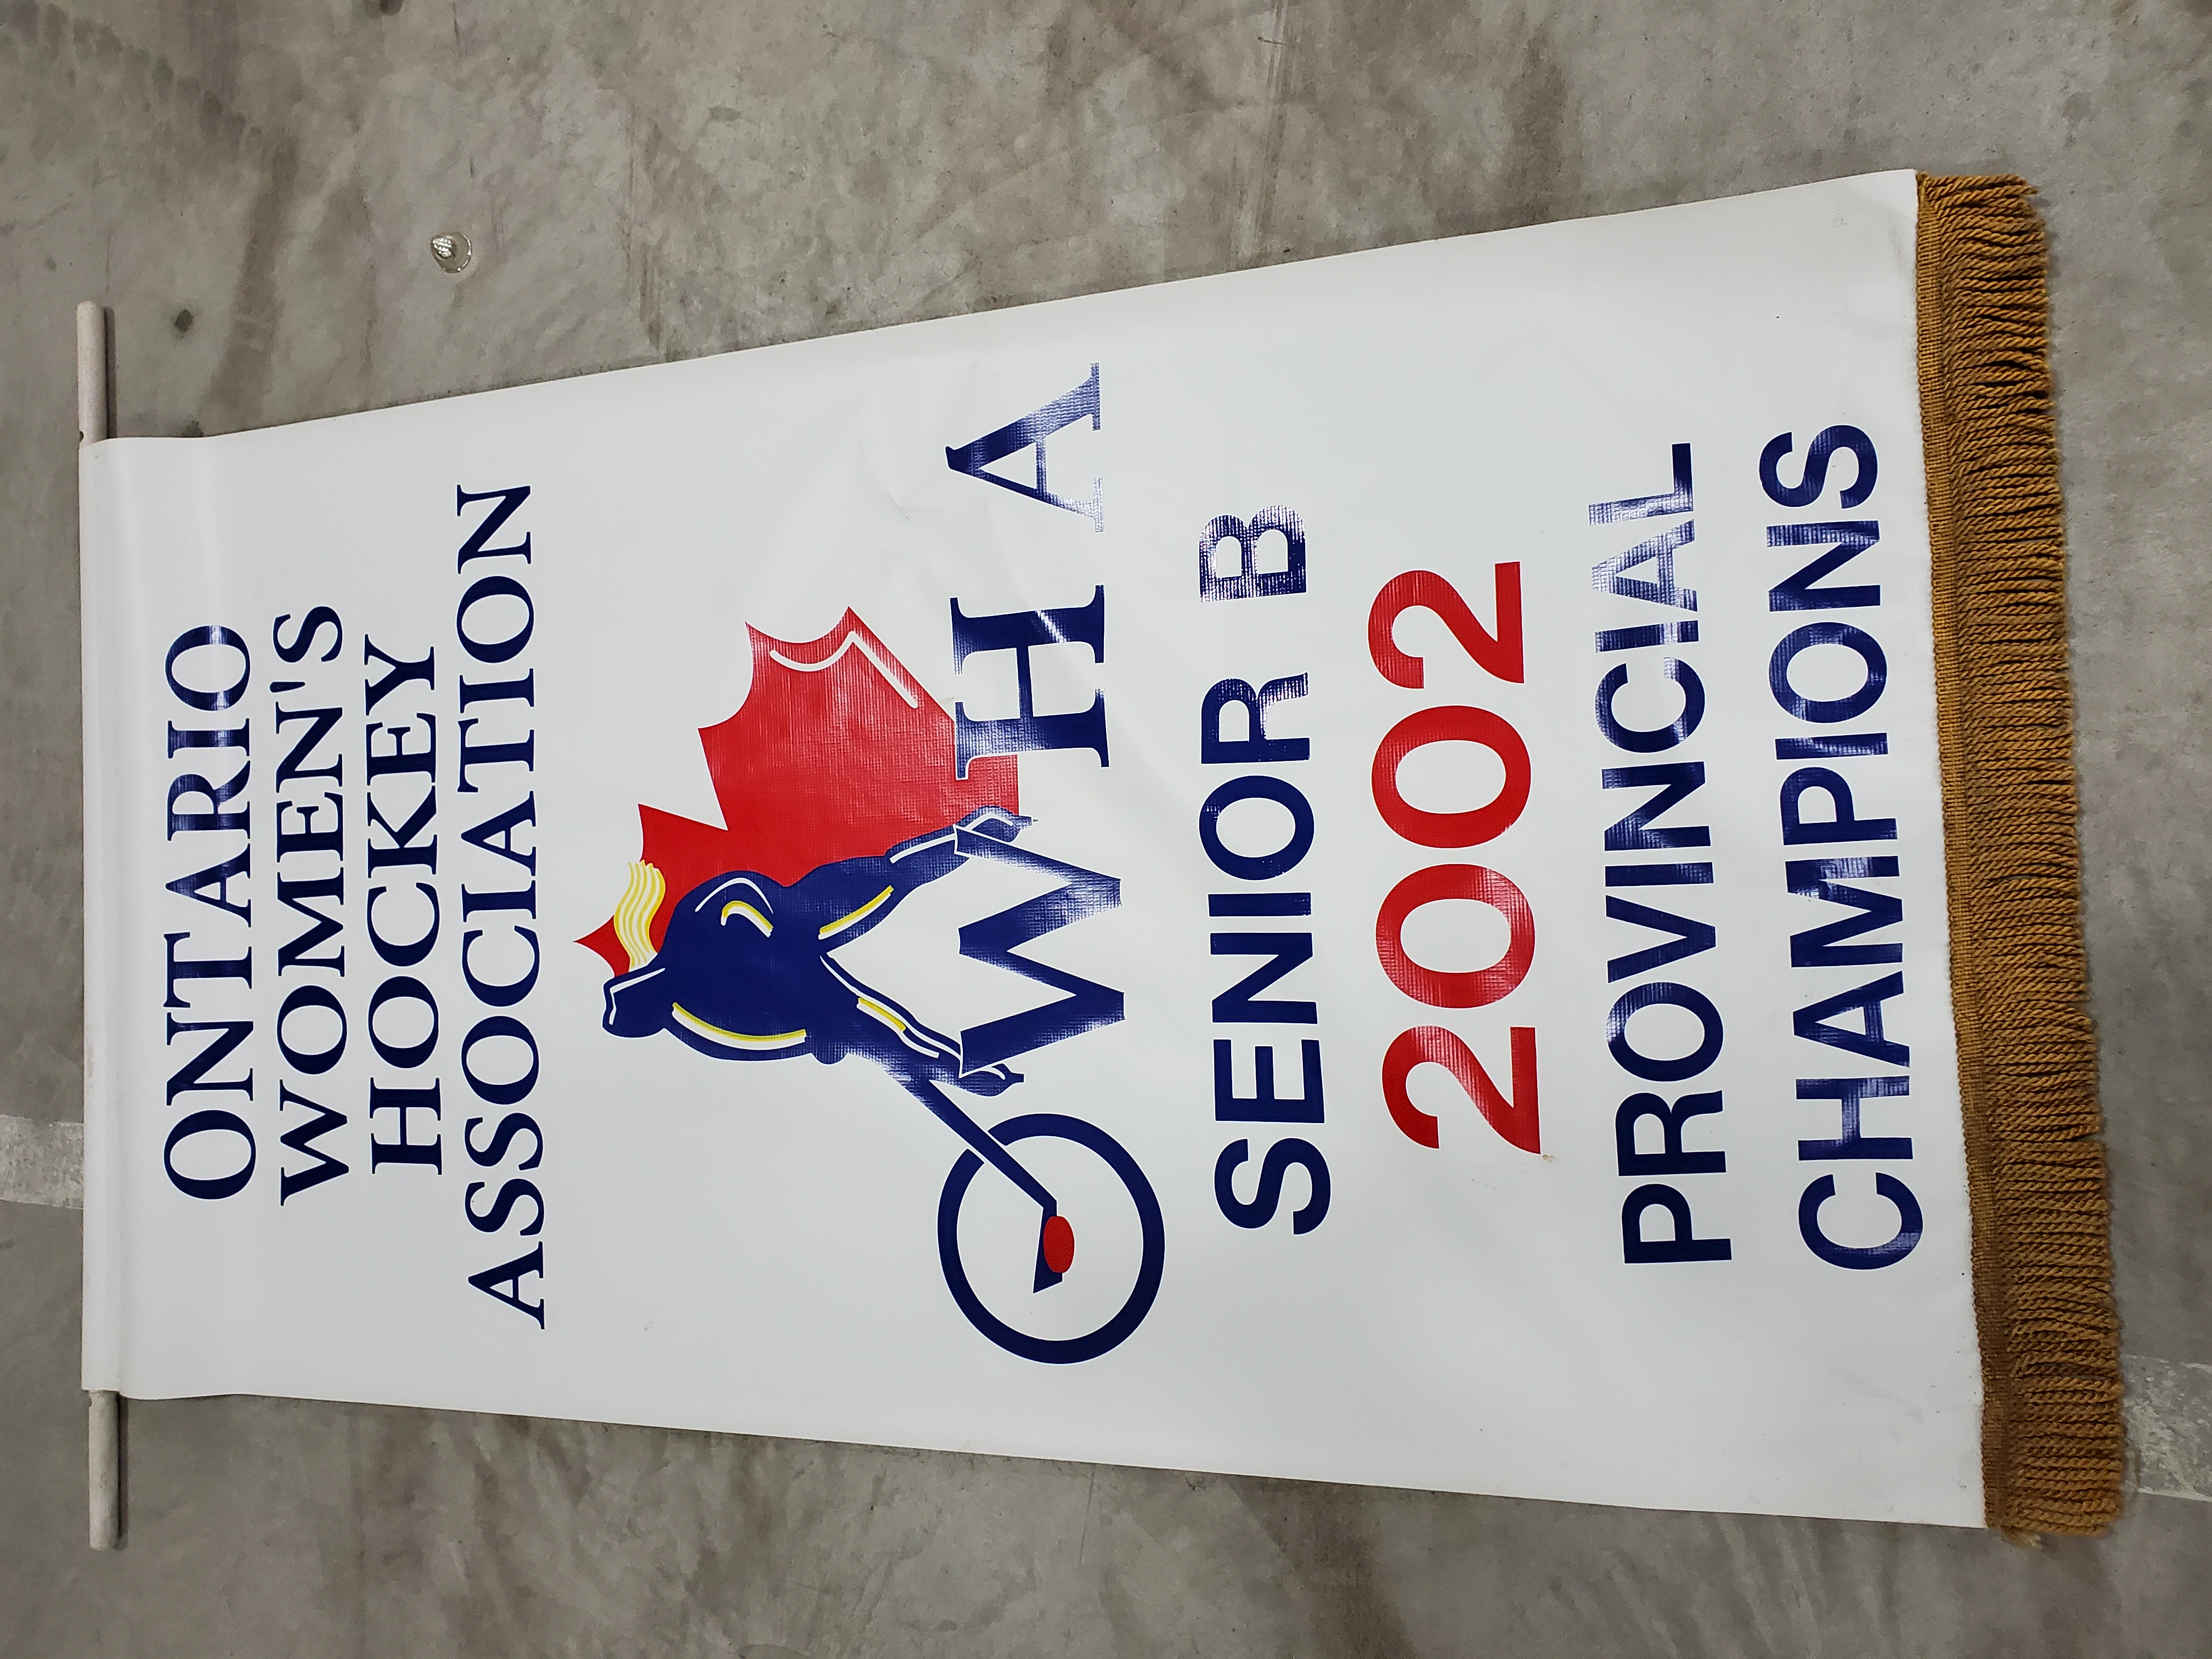 ONTARIO
WOMEN'S
HOCKEY
ASSOCIATION
OWHA
SENIOR B
2002
PROVINCIAL
CHAMPIONS